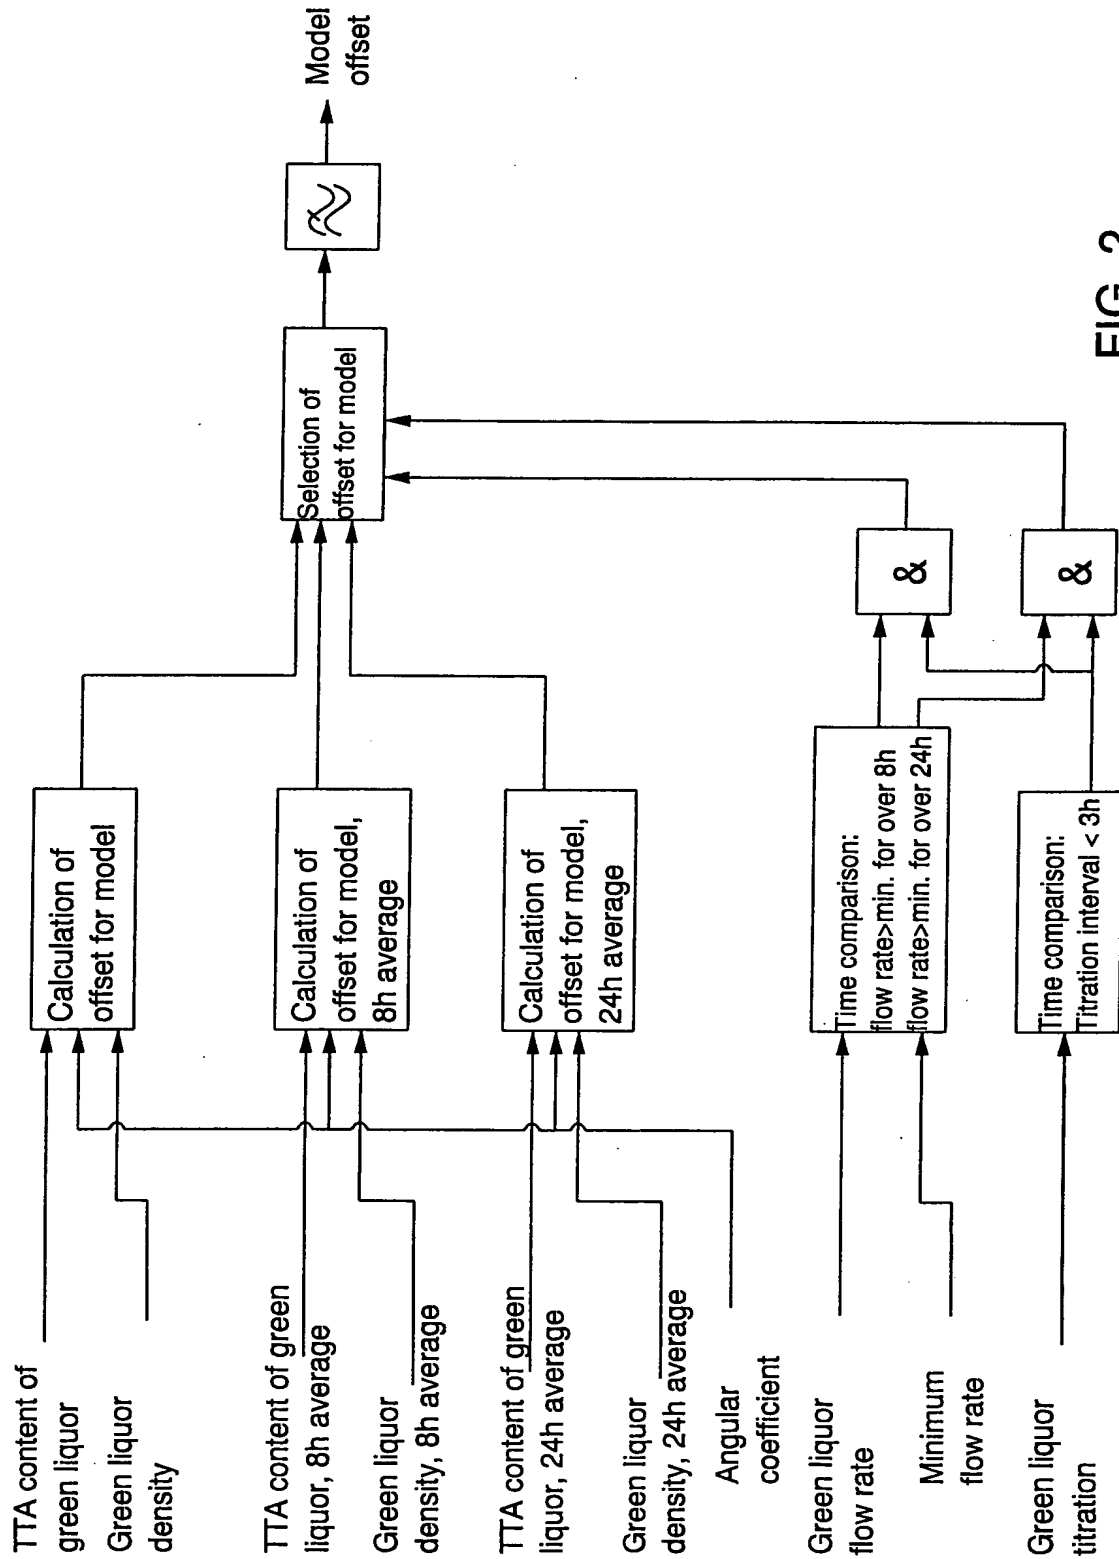 TTA content of
green liquor
Green liquor
density
TTA content of green
liquor, 8h average
Green liquor
density, 8h average
TTA content of green
liquor, 24h average
Green liquor
density, 24h average
Angular
coefficient
Green liquor
flow rate
Minimum
flow rate
Green liquor
titration
Calculation of
offset for model
Calculation of
offset for model,
8h average
Calculation of
offset for model,
24h average
Time comparison:
flow rate>min. for over 8h
flow rate>min. for over 24h
Time comparison:
Titration interval < 3h
&
&
Selection of
offset for model
Model
offset
FIG. 2